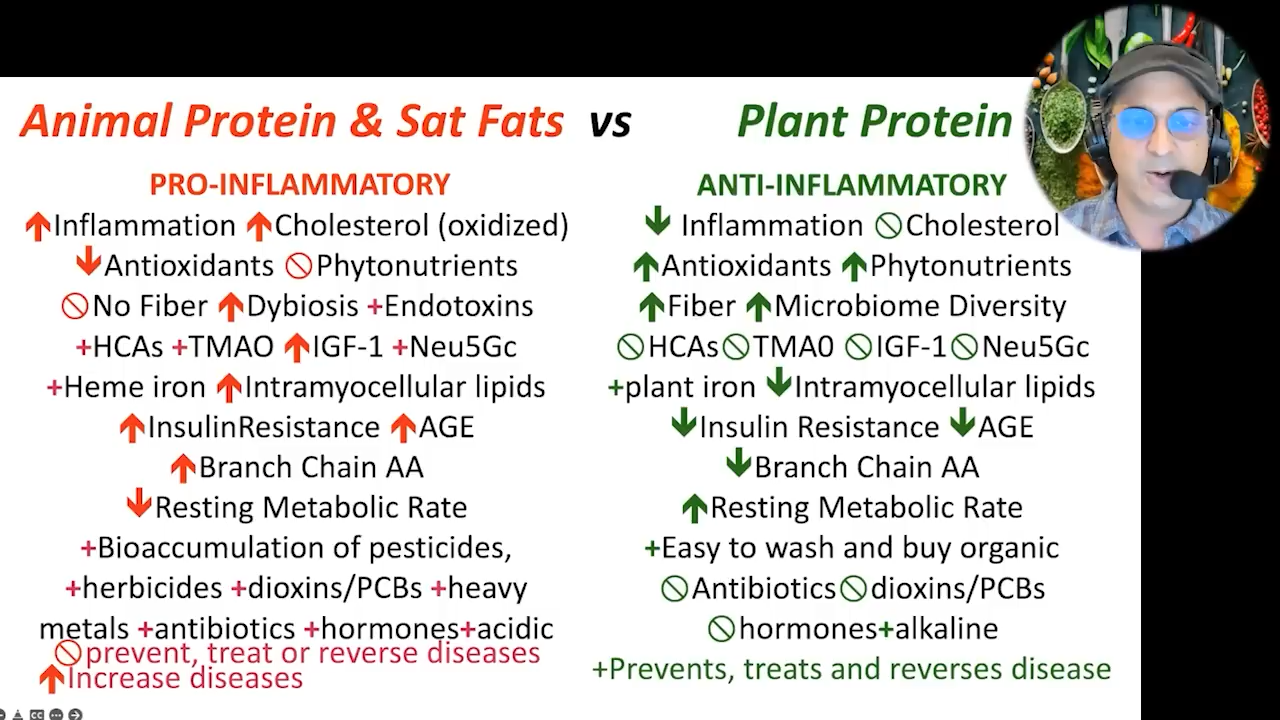 Animal Protein & Sat Fats vs Plant Protein
PRO-INFLAMMATORY
↑Inflammation ↑Cholesterol (oxidized)
↓Antioxidants 🚫Phytonutrients
🚫No Fiber ↑Dybiosis +Endotoxins
+HCAs +TMAO ↑IGF-1 +Neu5Gc
+Heme iron ↑Intramyocellular lipids
↑InsulinResistance ↑AGE
↑Branch Chain AA
↓Resting Metabolic Rate
+Bioaccumulation of pesticides,
+herbicides +dioxins/PCBs +heavy
metals +antibiotics +hormones+acidic
🚫prevent, treat or reverse diseases
↑Increase diseases
ANTI-INFLAMMATORY
↓ Inflammation 🚫Cholesterol
↑Antioxidants ↑Phytonutrients
↑Fiber ↑Microbiome Diversity
🚫HCAs🚫TMA0 🚫IGF-1🚫Neu5Gc
+plant iron ↓Intramyocellular lipids
↓Insulin Resistance ↓AGE
↓Branch Chain AA
↑Resting Metabolic Rate
+Easy to wash and buy organic
🚫Antibiotics🚫dioxins/PCBs
🚫hormones+alkaline
+Prevents, treats and reverses disease